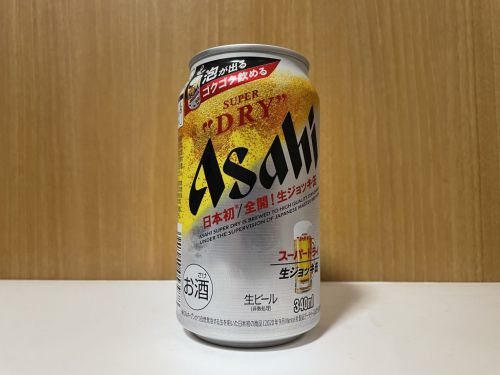 泡が出る
ゴクゴク飲める
SUPER
"DRY"
Asahi
日本初※/全開!生ジョッキ缶
ASAHI SUPER DRY IS BREWED TO HIGH QUALITY
UNDER THE SUPERVISION OF JAPANESE MASTER
スーパードライ
生ジョッキ缶
さけ
お酒
生ビール
(非熱処理)
340ml